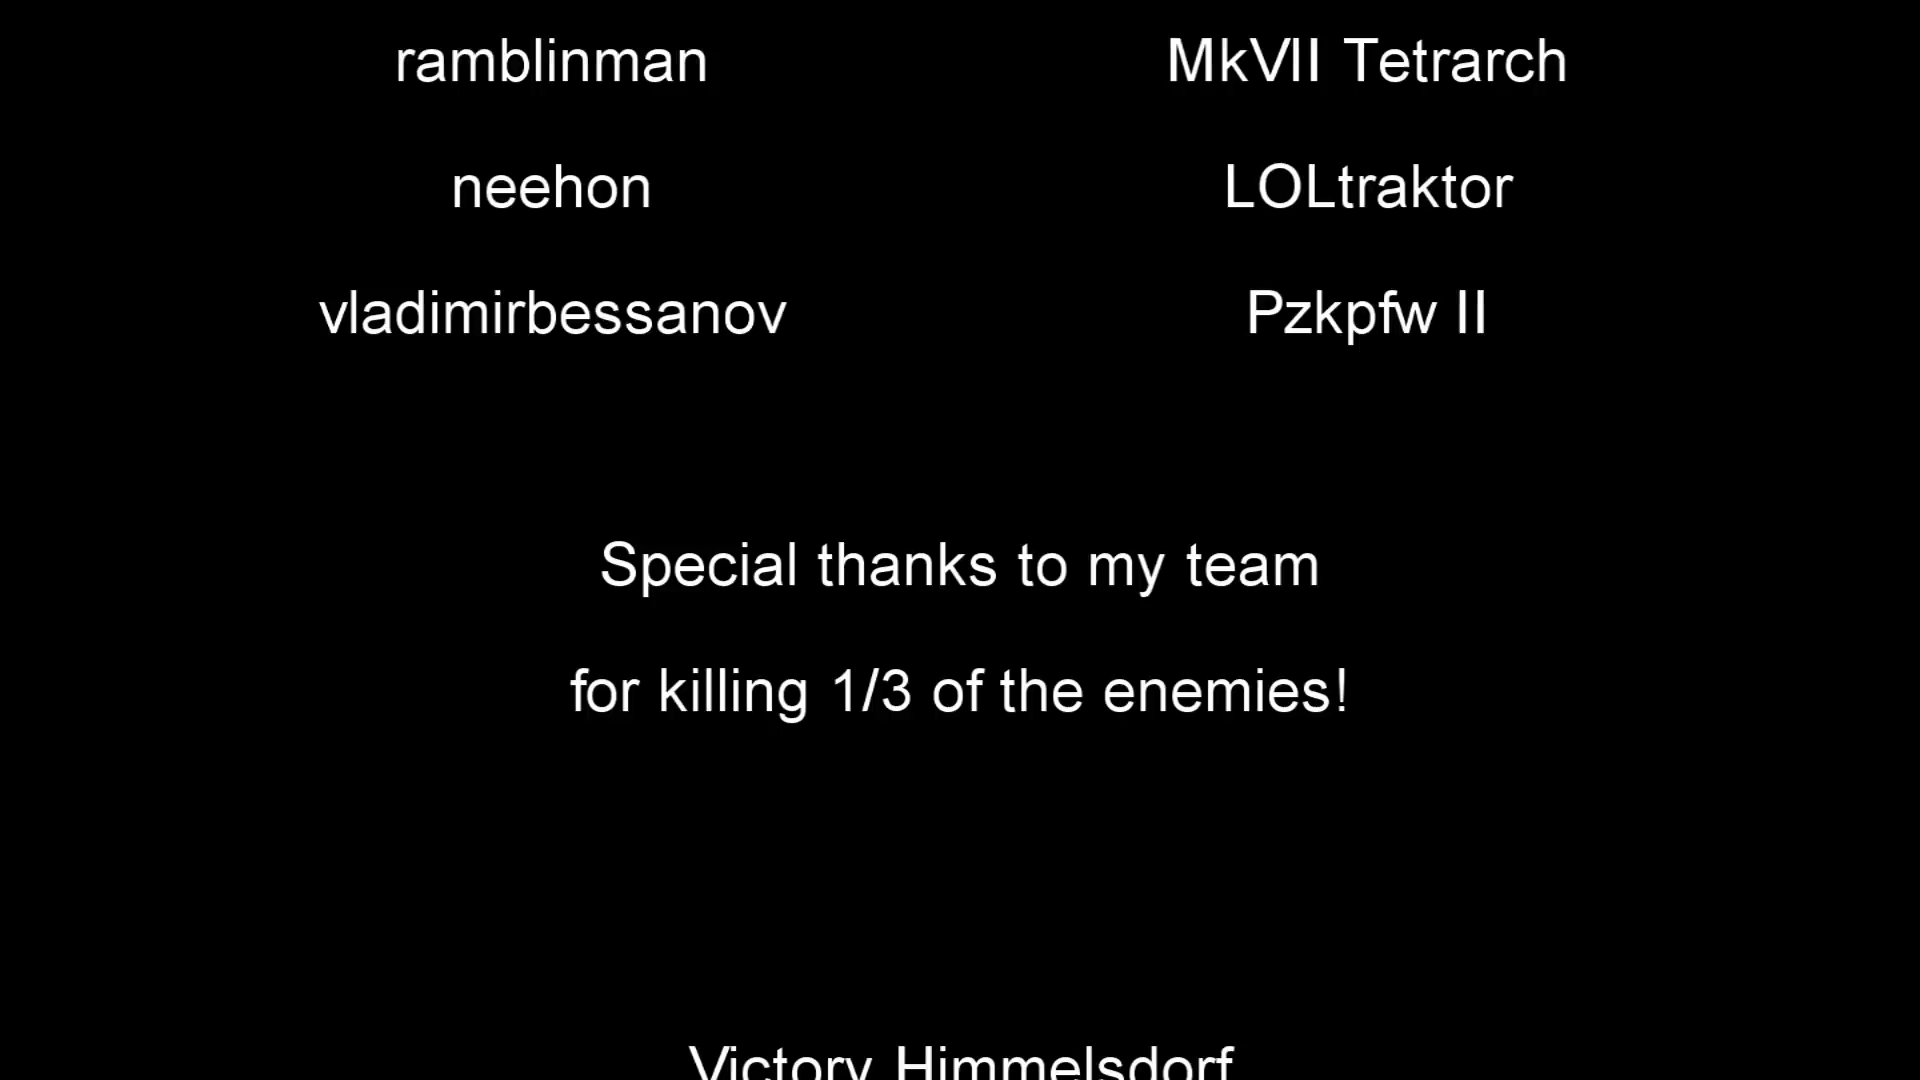 ramblinman MkVII Tetrarch
neehon LOLtraktor
vladimirbessanov Pzkpfw II
Special thanks to my team
for killing 1/3 of the enemies!
Victory Himmelsdorf